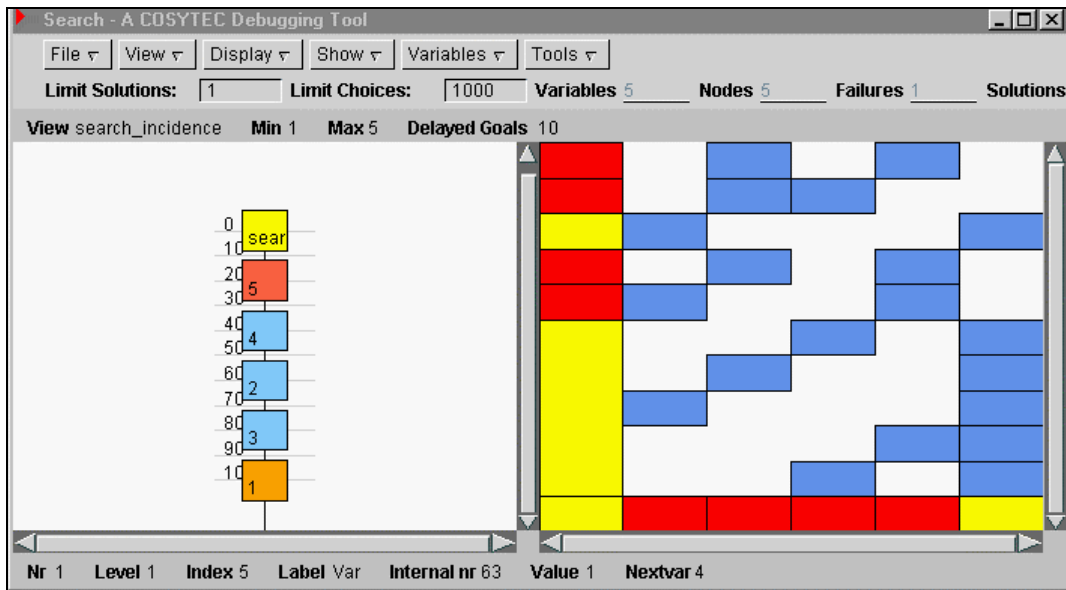 Search - A COSYTEC Debugging Tool
File View Display Show Variables Tools
Limit Solutions: 1 Limit Choices: 1000 Variables 5 Nodes 5 Failures 1 Solutions
View search_incidence Min 1 Max 5 Delayed Goals 10
0
sear
10
20
5
30
40
4
50
60
2
70
80
3
90
10
1
Nr 1 Level 1 Index 5 Label Var Internal nr 63 Value 1 Nextvar 4